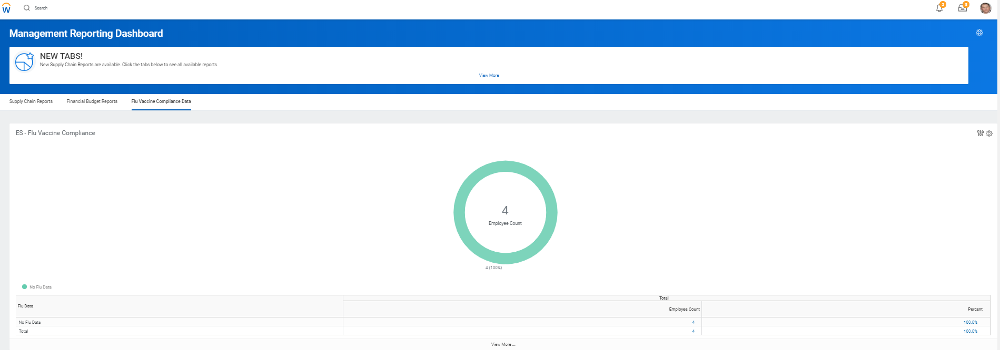 Search
2
8
Management Reporting Dashboard
NEW TABS!
New Supply Chain Reports are available. Click the tabs below to see all available reports.
View More
Supply Chain Reports Financial Budget Reports Flu Vaccine Compliance Data
ES - Flu Vaccine Compliance
4
Employee Count
4 (100%)
No Flu Data
Total
Flu Data
Employee Count Percent
No Flu Data 4 100.0%
Total 4 100.0%
View More ...